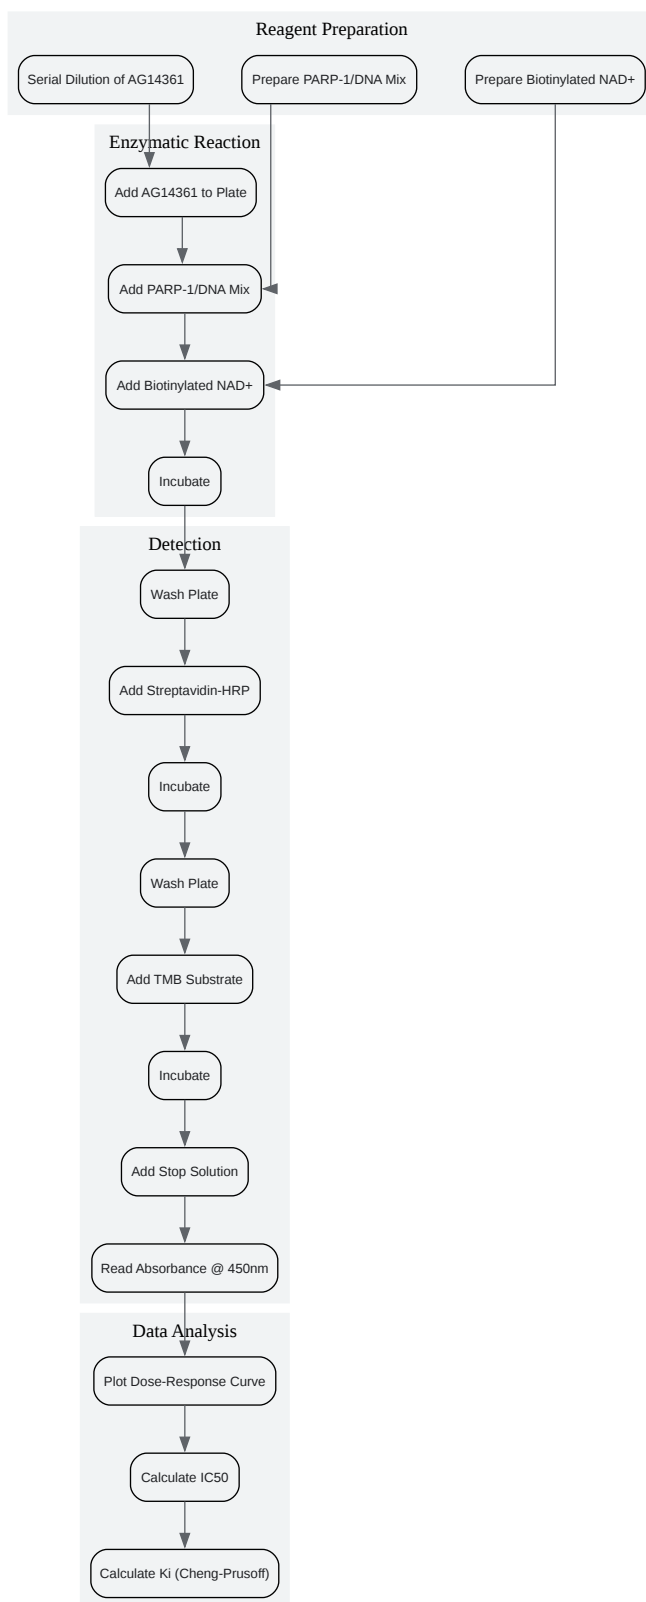 Reagent Preparation
Serial Dilution of AG14361
Prepare PARP-1/DNA Mix
Prepare Biotinylated NAD+
Enzymatic Reaction
Add AG14361 to Plate
Add PARP-1/DNA Mix
Add Biotinylated NAD+
Incubate
Detection
Wash Plate
Add Streptavidin-HRP
Incubate
Wash Plate
Add TMB Substrate
Incubate
Add Stop Solution
Read Absorbance @ 450nm
Data Analysis
Plot Dose-Response Curve
Calculate IC50
Calculate Ki (Cheng-Prusoff)